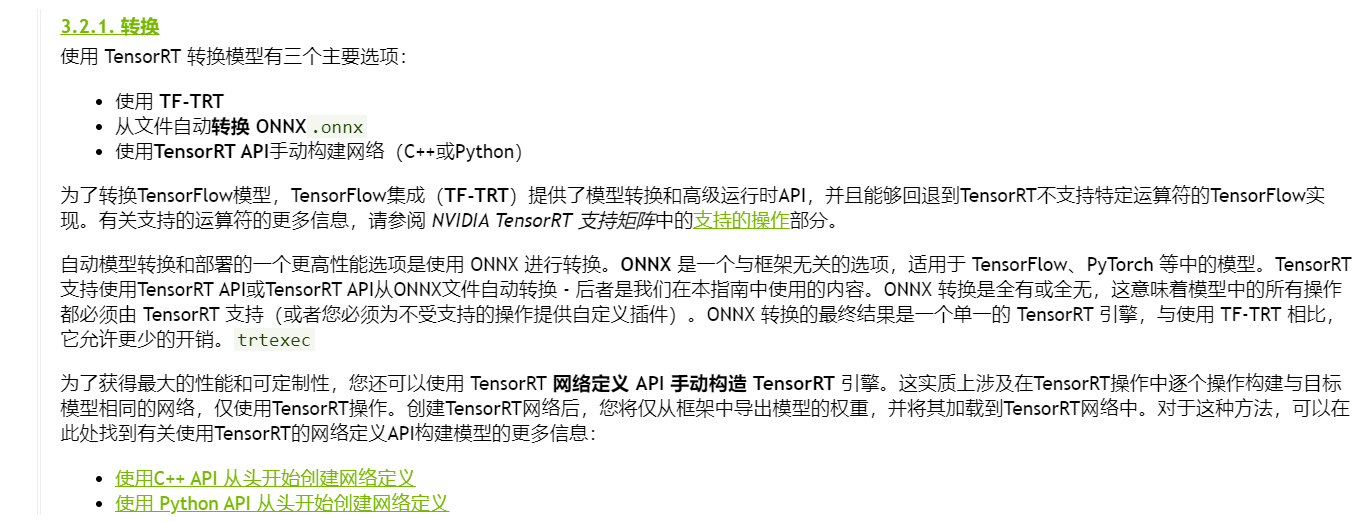 3.2.1. 转换
使用 TensorRT 转换模型有三个主要选项：
• 使用 TF-TRT
• 从文件自动转换 ONNX .onnx
• 使用TensorRT API手动构建网络（C++或Python）
为了转换TensorFlow模型，TensorFlow集成（TF-TRT）提供了模型转换和高级运行时API，并且能够回退到TensorRT不支持特定运算符的TensorFlow实
现。有关支持的运算符的更多信息，请参阅 NVIDIA TensorRT 支持矩阵中的支持的操作部分。
自动模型转换和部署的一个更高性能选项是使用 ONNX 进行转换。ONNX 是一个与框架无关的选项，适用于 TensorFlow、PyTorch 等中的模型。TensorRT
支持使用TensorRT API或TensorRT API从ONNX文件自动转换 - 后者是我们在本指南中使用的内容。ONNX 转换是全有或全无，这意味着模型中的所有操作
都必须由 TensorRT 支持（或者您必须为不受支持的操作提供自定义插件）。ONNX 转换的最终结果是一个单一的 TensorRT 引擎，与使用 TF-TRT 相比，
它允许更少的开销。trtexec
为了获得最大的性能和可定制性，您还可以使用 TensorRT 网络定义 API 手动构造 TensorRT 引擎。这实质上涉及在TensorRT操作中逐个操作构建与目标
模型相同的网络，仅使用TensorRT操作。创建TensorRT网络后，您将仅从框架中导出模型的权重，并将其加载到TensorRT网络中。对于这种方法，可以在
此处找到有关使用TensorRT的网络定义API构建模型的更多信息：
• 使用C++ API 从头开始创建网络定义
• 使用 Python API 从头开始创建网络定义